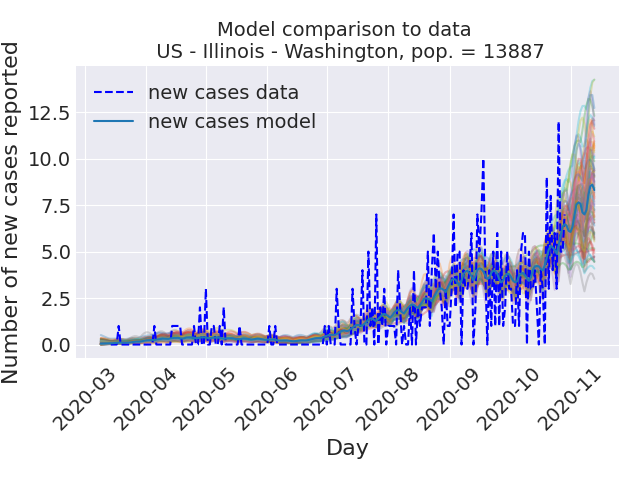 Model comparison to data
US - Illinois - Washington, pop. = 13887
Number of new cases reported
new cases data
new cases model
12.5
10.0
7.5
5.0
2.5
0.0
2020-03
2020-04
2020-05
2020-06
2020-07
2020-08
2020-09
2020-10
2020-11
Day